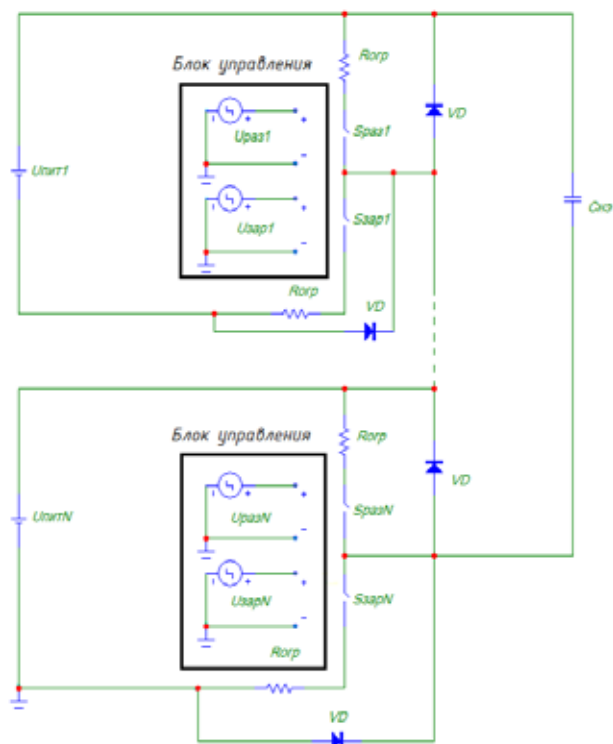 Блок управления
Rогр
VD
Uраз1
Sраз1
Uпит1
Uзар1
Sзар1
Cнэ
Rогр
VD
Блок управления
Rогр
VD
UразN
SразN
UпитN
UзарN
SзарN
Rогр
VD